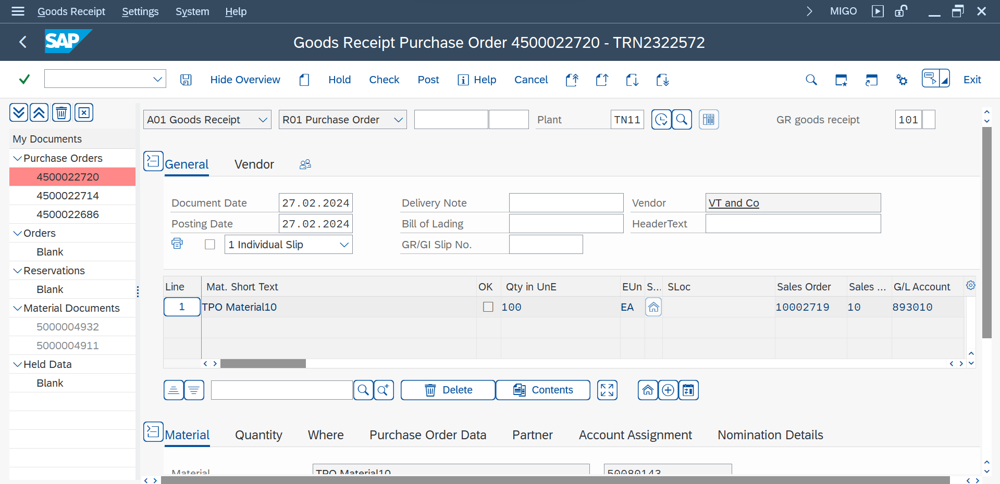 Goods Receipt Settings System Help MIGO
SAP Goods Receipt Purchase Order 4500022720 - TRN2322572
Hide Overview Hold Check Post Help Cancel Exit
A01 Goods Receipt R01 Purchase Order Plant TN11 GR goods receipt 101
My Documents
Purchase Orders
4500022720
4500022714
4500022686
Orders
Blank
Reservations
Blank
Material Documents
5000004932
5000004911
Held Data
Blank
General Vendor
Document Date 27.02.2024 Delivery Note Vendor VT and Co
Posting Date 27.02.2024 Bill of Lading HeaderText
1 Individual Slip GR/GI Slip No.
Line Mat. Short Text OK Qty in UnE EUn S... SLoc Sales Order Sales ... G/L Account
1 TPO Material10 100 EA 10002719 10 893010
Delete Contents
Material Quantity Where Purchase Order Data Partner Account Assignment Nomination Details
Material TPO Material10 50080143